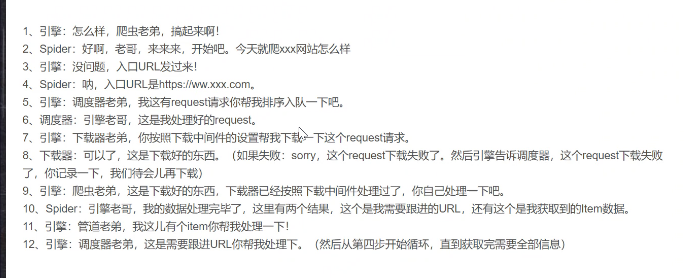 1、引擎：怎么样，爬虫老弟，搞起来啊！
2、Spider：好啊，老哥，来来来，开始吧。今天就爬xxx网站怎么样
3、引擎：没问题，入口URL发过来！
4、Spider：呐，入口URL是https://ww.xxx.com。
5、引擎：调度器老弟，我这有request请求你帮我排序入队一下吧。
6、调度器：引擎老哥，这是我处理好的request。
7、引擎：下载器老弟，你按照下载中间件的设置帮我下载一下这个request请求。
8、下载器：可以了，这是下载好的东西。（如果失败：sorry，这个request下载失败了。然后引擎告诉调度器，这个request下载失败
了，你记录一下，我们待会儿再下载）
9、引擎：爬虫老弟，这是下载好的东西，下载器已经按照下载中间件处理过了，你自己处理一下吧。
10、Spider：引擎老哥，我的数据处理完毕了，这里有两个结果，这个是我需要跟进的URL，还有这个是我获取到的Item数据。
11、引擎：管道老弟，我这儿有个item你帮我处理一下！
12、引擎：调度器老弟，这是需要跟进URL你帮我处理下。（然后从第四步开始循环，直到获取完需要全部信息）